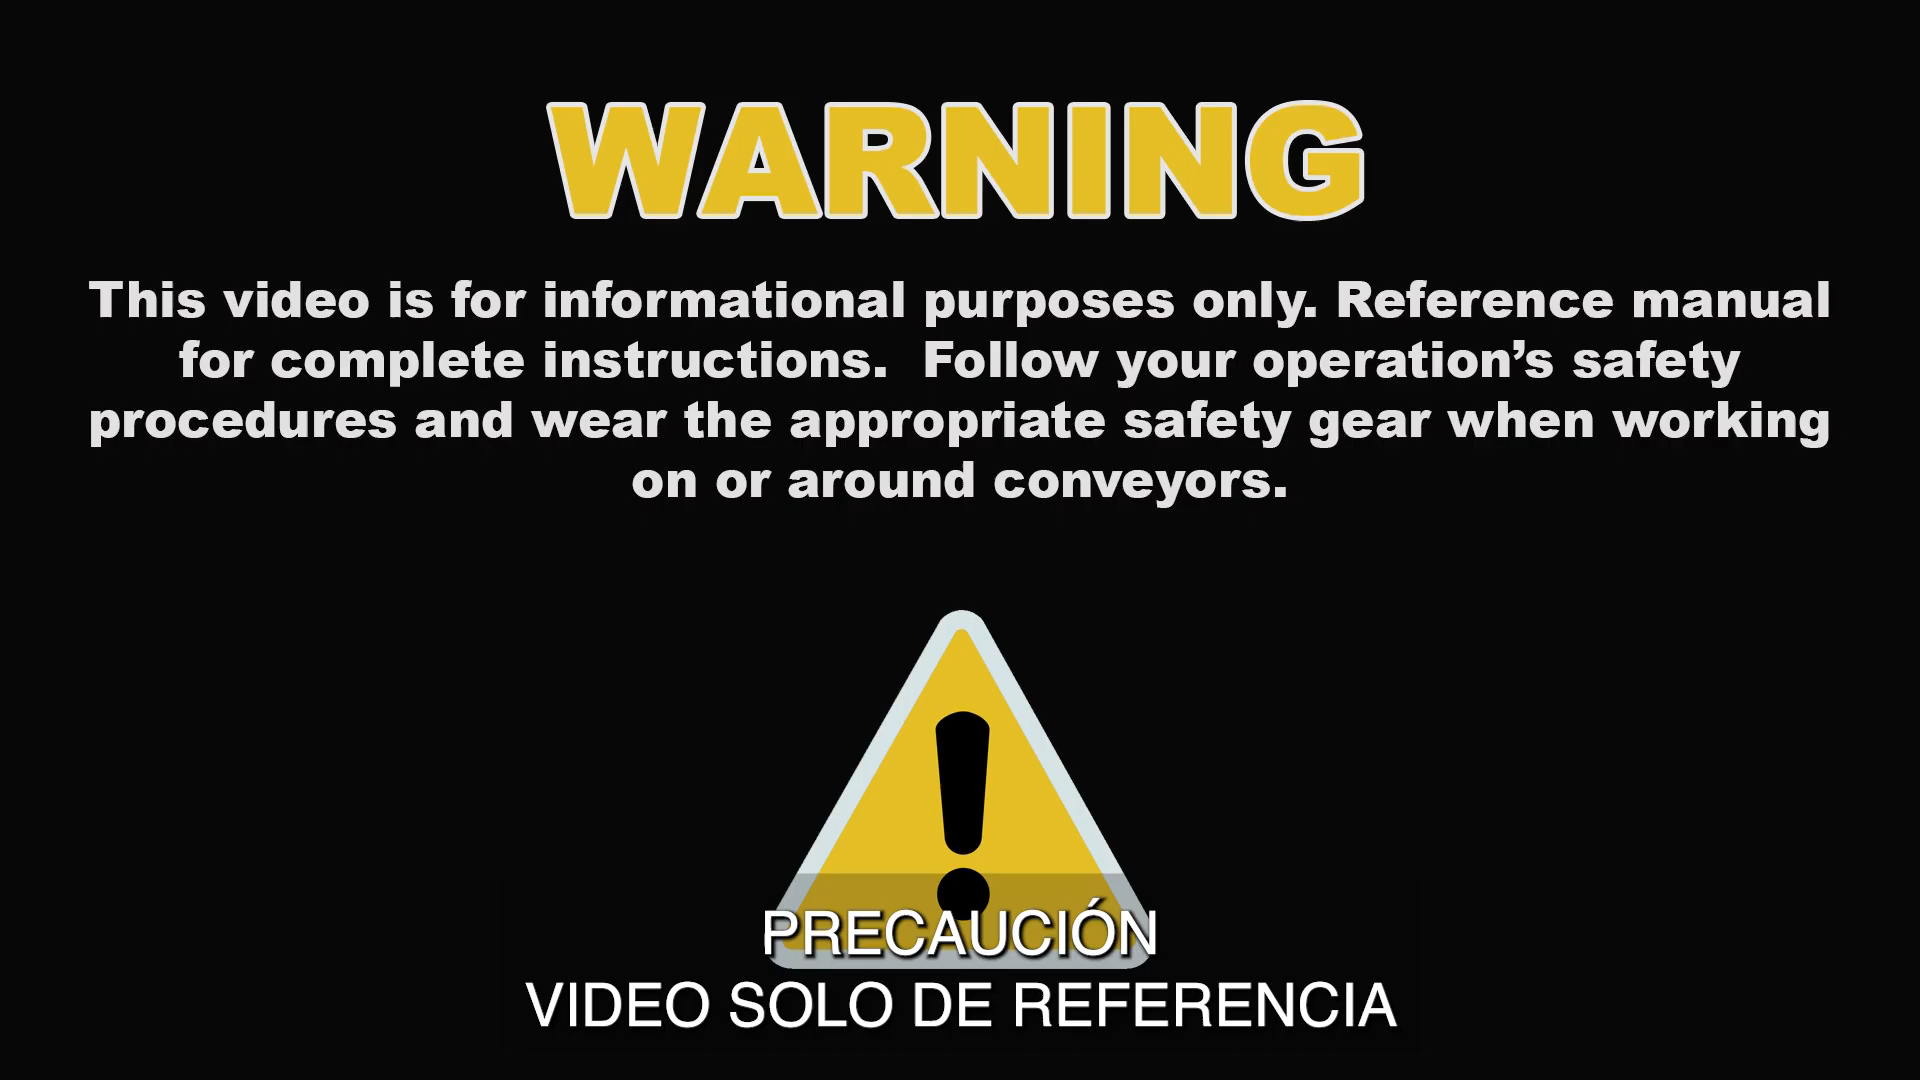 WARNING
This video is for informational purposes only. Reference manual
for complete instructions.  Follow your operation’s safety
procedures and wear the appropriate safety gear when working
on or around conveyors.
PRECAUCIÓN
VIDEO SOLO DE REFERENCIA